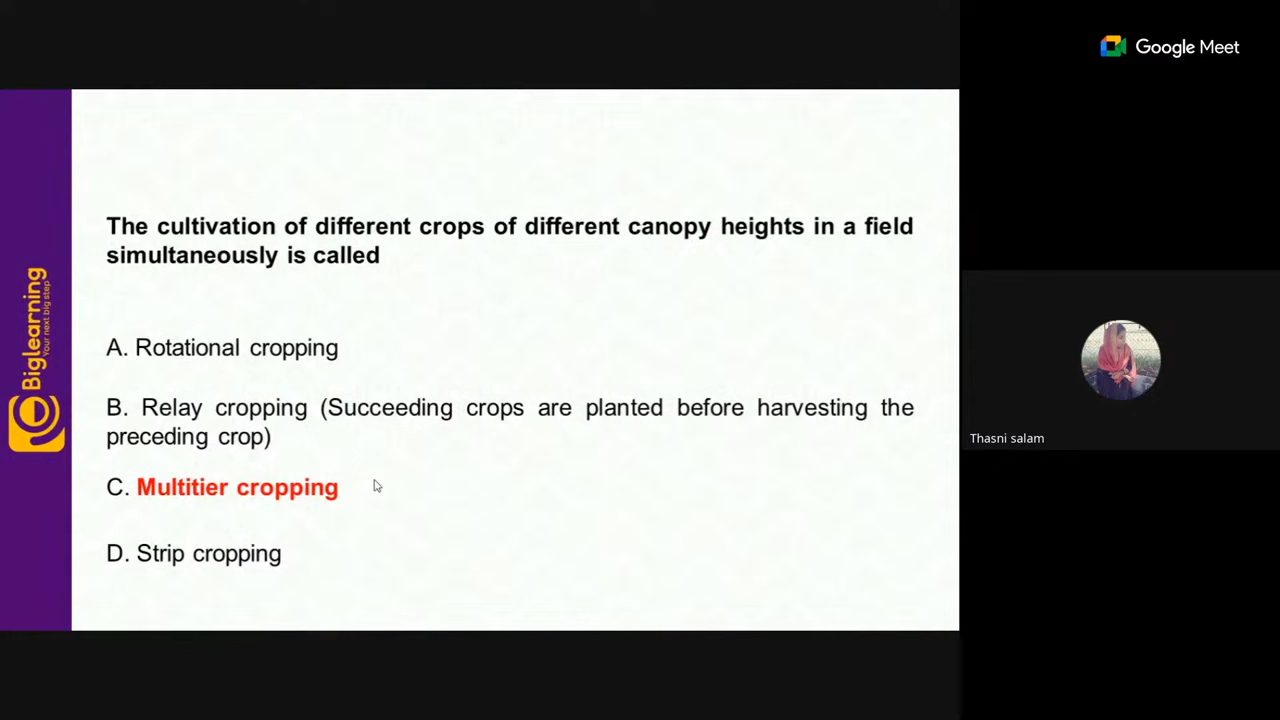 Google Meet
The cultivation of different crops of different canopy heights in a field
simultaneously is called
A. Rotational cropping
B. Relay cropping (Succeeding crops are planted before harvesting the
preceding crop)
C. Multitier cropping
D. Strip cropping
Biglearning
Your next big step
Thasni salam